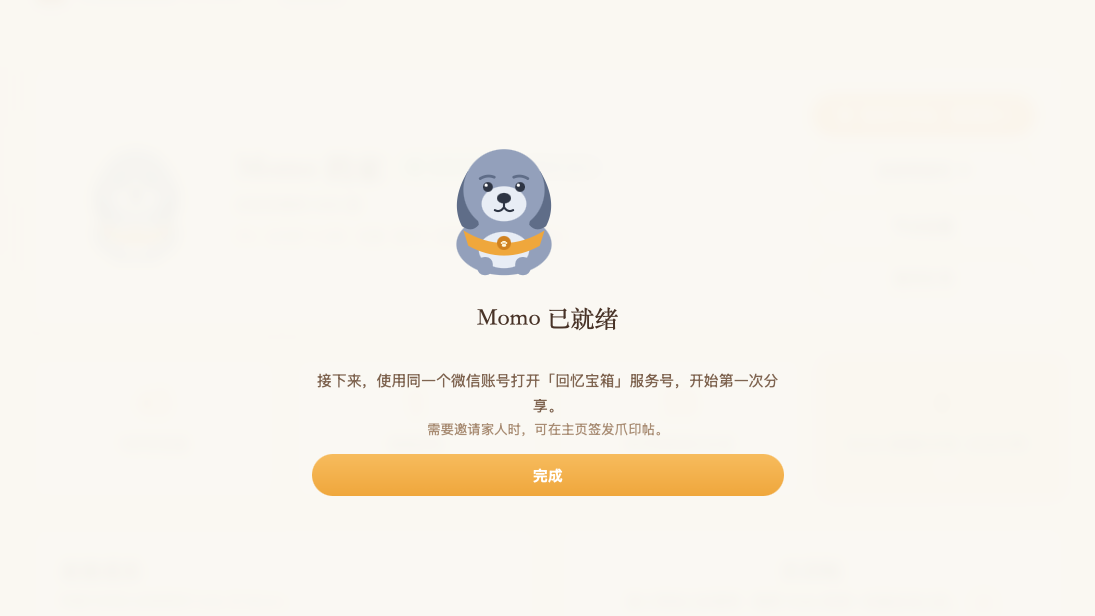 Momo 已就绪
接下来，使用同一个微信账号打开「回忆宝箱」服务号，开始第一次分
享。
需要邀请家人时，可在主页签发爪印帖。
完成